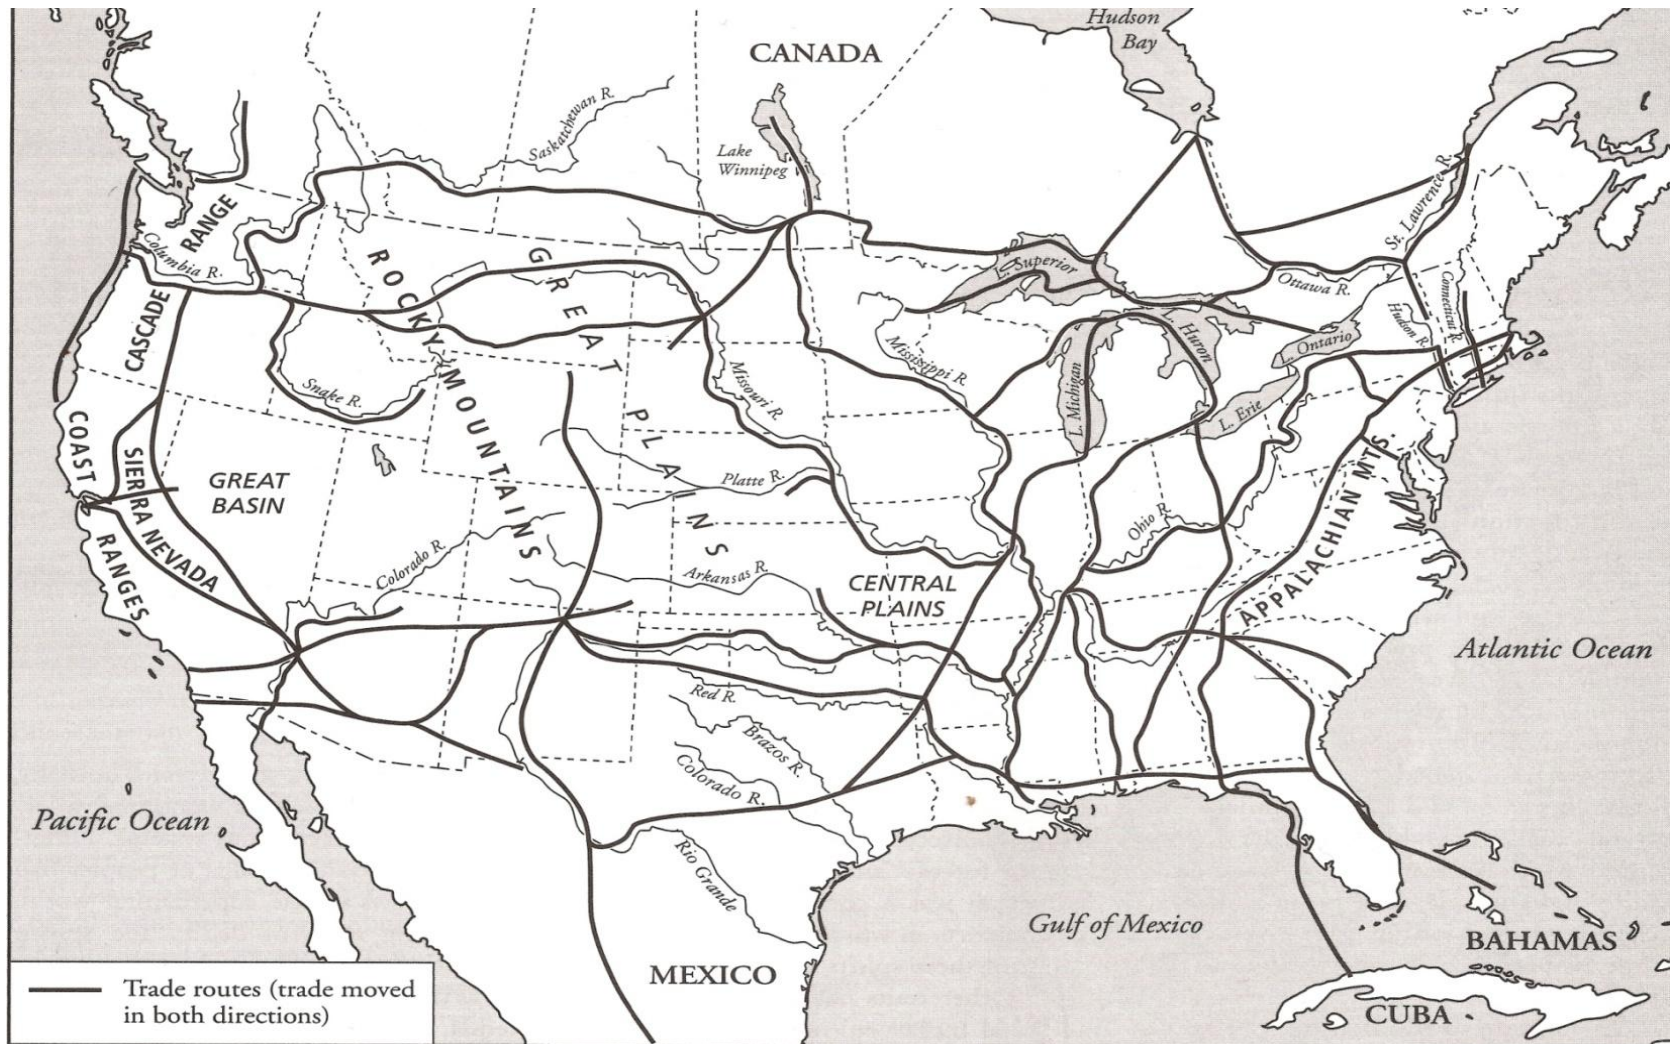 Hudson
Bay
CANADA
Saskatchewan R.
Lake
Winnipeg
St. Lawrence R.
RANGE
Columbia R.
ROCKY MOUNTAINS
GREAT PLAINS
L. Superior
Ottawa R.
Connecticut R.
Hudson R.
CASCADE
Mississippi R.
L. Huron
L. Ontario
L. Michigan
L. Erie
Snake R.
Missouri R.
COAST
SIERRA NEVADA
GREAT
BASIN
Platte R.
Ohio R.
APPALACHIAN MTS.
RANGES
Colorado R.
Arkansas R.
CENTRAL
PLAINS
Atlantic Ocean
Red R.
Brazos R.
Colorado R.
Pacific Ocean
Rio Grande
Gulf of Mexico
BAHAMAS
MEXICO
CUBA
Trade routes (trade moved
in both directions)